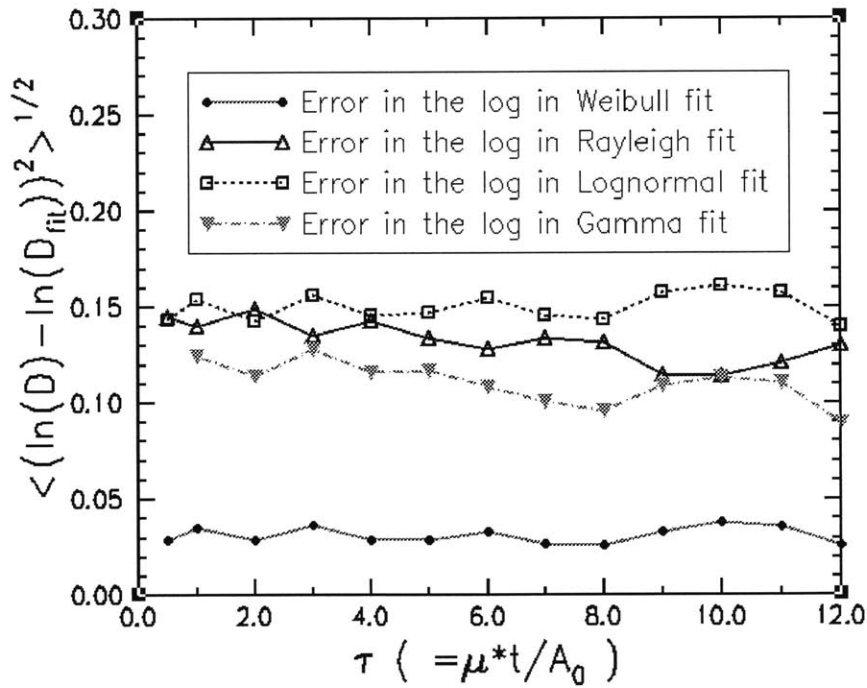 <(ln(D)-ln(D_fit))²>^1/2
0.30
0.25
0.20
0.15
0.10
0.05
0.00
Error in the log in Weibull fit
Error in the log in Rayleigh fit
Error in the log in Lognormal fit
Error in the log in Gamma fit
0.0 2.0 4.0 6.0 8.0 10.0 12.0
τ ( =μ*t/A₀ )